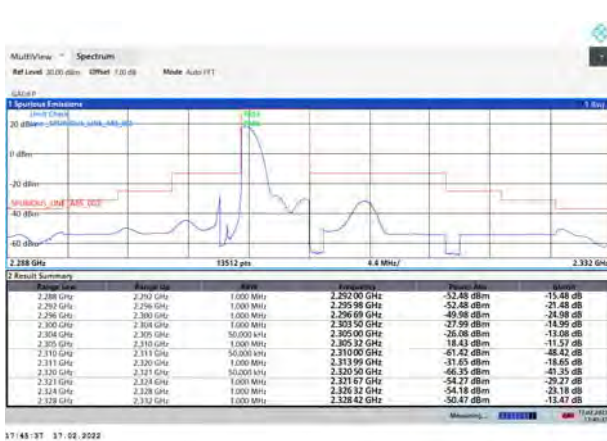 MultiView Spectrum
Ref Level 30.00 dBm Offset 1.00 dB Mode Auto FFT
1 Spurious Emissions
Limit Check
20 dBm
0 dBm
-20 dBm
SPURIOUS_LINE_ABS_002
-40 dBm
-60 dBm
2.288 GHz 13512 pts 4.4 MHz/ 2.332 GHz
2 Result Summary
Range Low Range Up RBW Frequency Power Abs ΔLimit
2.288 GHz 2.292 GHz 1.000 MHz 2.29200 GHz -52.48 dBm -15.48 dB
2.292 GHz 2.296 GHz 1.000 MHz 2.29598 GHz -52.48 dBm -21.48 dB
2.296 GHz 2.300 GHz 1.000 MHz 2.29669 GHz -49.98 dBm -24.98 dB
2.300 GHz 2.304 GHz 1.000 MHz 2.30350 GHz -27.99 dBm -14.99 dB
2.304 GHz 2.305 GHz 50.000 kHz 2.30500 GHz -26.08 dBm -13.08 dB
2.305 GHz 2.310 GHz 1.000 MHz 2.30532 GHz 18.43 dBm -11.57 dB
2.310 GHz 2.311 GHz 50.000 kHz 2.31000 GHz -61.42 dBm -48.42 dB
2.311 GHz 2.320 GHz 1.000 MHz 2.31399 GHz -31.65 dBm -18.65 dB
2.320 GHz 2.321 GHz 50.000 kHz 2.32050 GHz -66.35 dBm -41.35 dB
2.321 GHz 2.324 GHz 1.000 MHz 2.32167 GHz -54.27 dBm -29.27 dB
2.324 GHz 2.328 GHz 1.000 MHz 2.32632 GHz -54.18 dBm -23.18 dB
2.328 GHz 2.332 GHz 1.000 MHz 2.32842 GHz -50.47 dBm -13.47 dB
Measuring...
17:45:37 17.02.2022